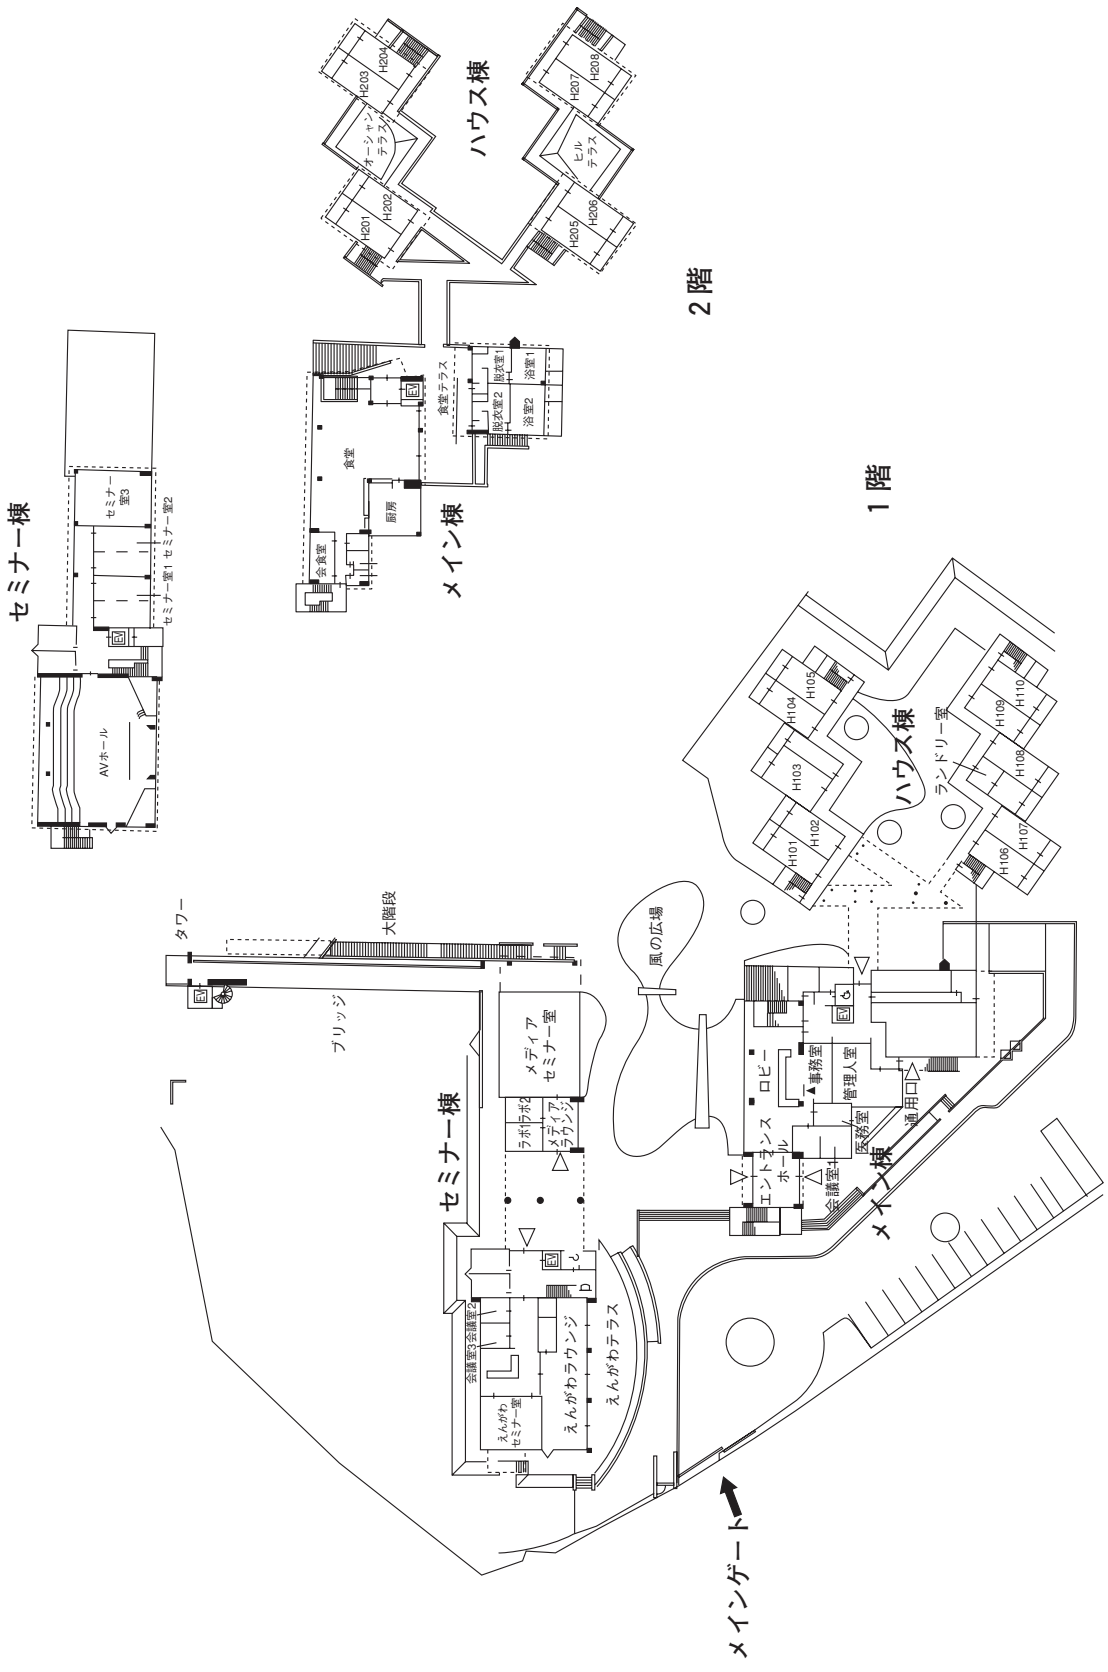 セミナー棟
AVホール
EV
セミナー室1
セミナー室2
セミナー
室3
メイン棟
会食室
厨房
食堂
EV
食堂テラス
脱衣室2
脱衣室1
浴室2
浴室1
ハウス棟
H201
H202
オーシャン
テラス
H203
H204
H205
H206
ヒル
テラス
H207
H208
2階
1階
タワー
EV
ブリッジ
大階段
セミナー棟
えんがわ
セミナー室
会議室3
会議室2
えんがわラウンジ
えんがわテラス
EV
ラボ1
ラボ2
メディア
ラウンジ
メディア
セミナー室
風の広場
メイン棟
エントランス
ホール
ロビー
会議室1
医務室
事務室
管理人室
EV
通用口
ハウス棟
H101
H102
H103
H104
H105
H106
H107
H108
ランドリー室
H109
H110
メインゲート